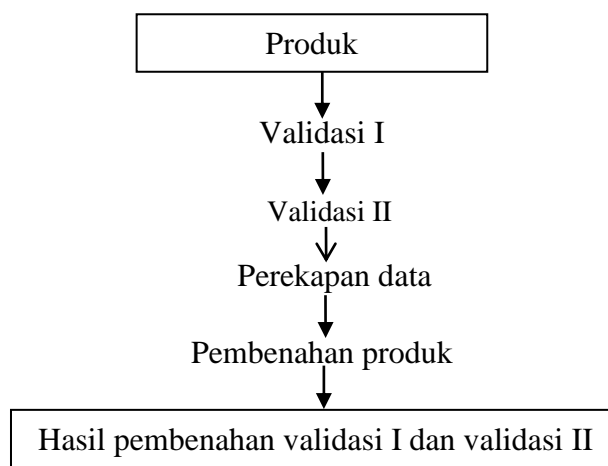 Produk
Validasi I
Validasi II
Perekapan data
Pembenahan produk
Hasil pembenahan validasi I dan validasi II